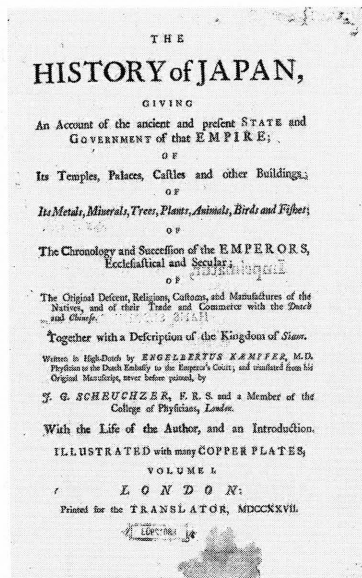 THE
HISTORY of JAPAN,
GIVING
An Account of the ancient and preſent STATE and
GOVERNMENT of that EMPIRE;
OF
Its Temples, Palaces, Caſtles and other Buildings;
OF
Its Metals, Minerals, Trees, Plants, Animals, Birds and Fiſhes;
OF
The Chronology and Succeſſion of the EMPERORS,
Eccleſiaſtical and Secular;
OF
The Original Deſcent, Religions, Cuſtoms, and Manufactures of the
Natives, and of their Trade and Commerce with the Dutch
and Chineſe.
Together with a Deſcription of the Kingdom of Siam.
Written in High-Dutch by ENGELBERTUS KÆMPFER, M. D.
Phyſician to the Dutch Embaſſy to the Emperor's Court; and tranſlated from his
Original Manuſcript, never before printed, by
J. G. SCHEUCHZER, F. R. S. and a Member of the
College of Phyſicians, London.
With the Life of the Author, and an Introduction.
ILLUSTRATED with many COPPER PLATES;
VOLUME I.
LONDON:
Printed for the TRANSLATOR, MDCCXXVII.